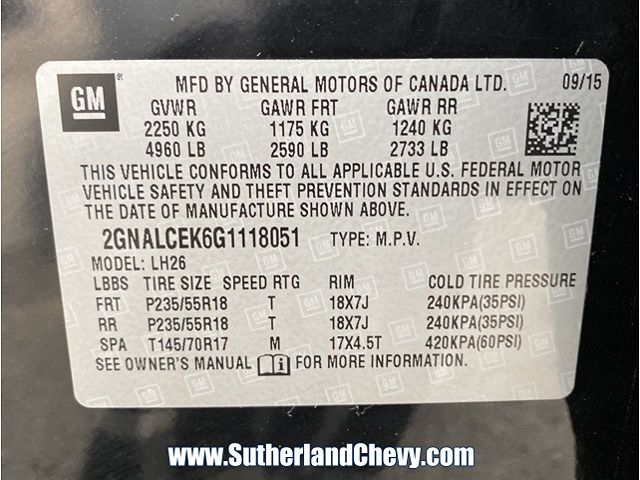 GM
MFD BY GENERAL MOTORS OF CANADA LTD. 09/15
GVWR GAWR FRT GAWR RR
2250 KG 1175 KG 1240 KG
4960 LB 2590 LB 2733 LB
THIS VEHICLE CONFORMS TO ALL APPLICABLE U.S. FEDERAL MOTOR
VEHICLE SAFETY AND THEFT PREVENTION STANDARDS IN EFFECT ON
THE DATE OF MANUFACTURE SHOWN ABOVE.
2GNALCEK6G1118051 TYPE: M.P.V.
MODEL: LH26
LBBS TIRE SIZE SPEED RTG RIM COLD TIRE PRESSURE
FRT P235/55R18 T 18X7J 240KPA(35PSI)
RR P235/55R18 T 18X7J 240KPA(35PSI)
SPA T145/70R17 M 17X4.5T 420KPA(60PSI)
SEE OWNER'S MANUAL FOR MORE INFORMATION.
www.SutherlandChevy.com